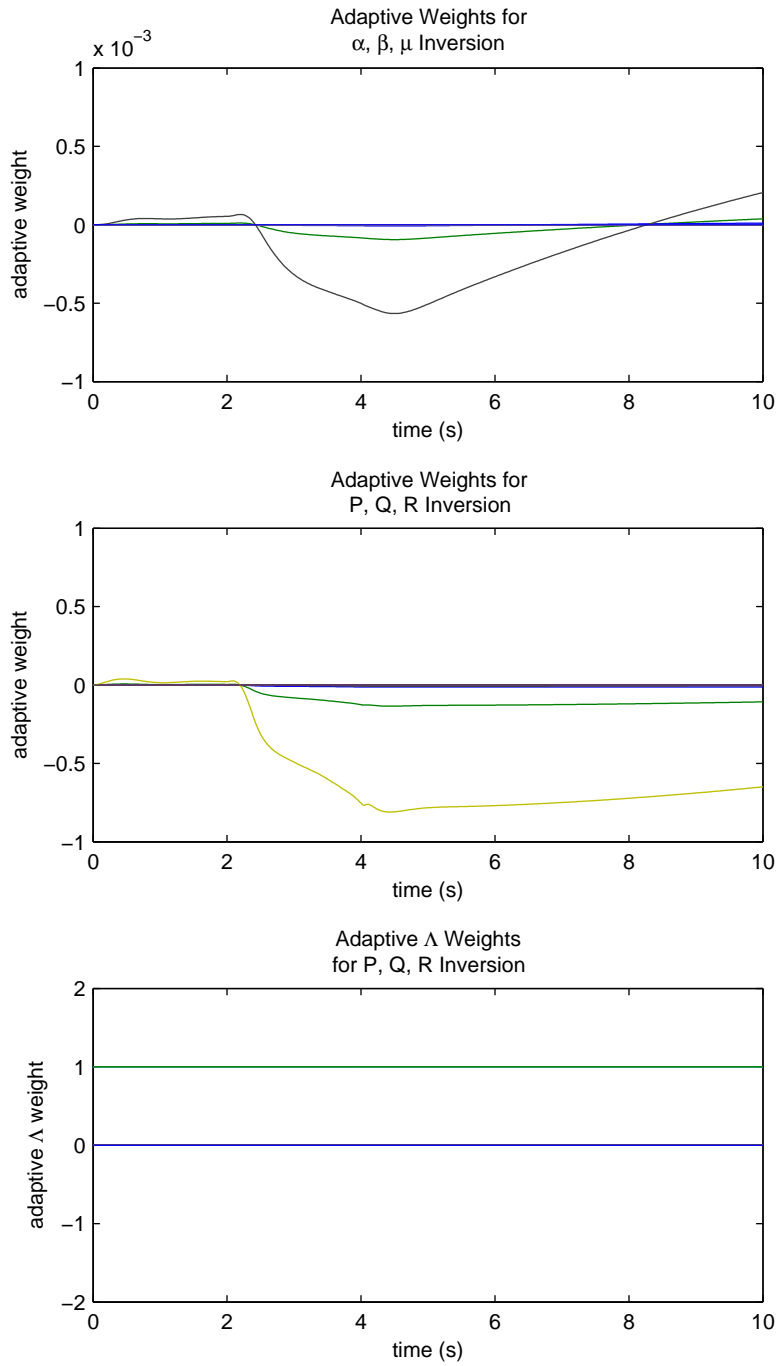 Adaptive Weights for
α, β, μ Inversion
x 10⁻³
1
0.5
0
−0.5
−1
adaptive weight
0 2 4 6 8 10
time (s)
Adaptive Weights for
P, Q, R Inversion
1
0.5
0
−0.5
−1
adaptive weight
0 2 4 6 8 10
time (s)
Adaptive Λ Weights
for P, Q, R Inversion
2
1
0
−1
−2
adaptive Λ weight
0 2 4 6 8 10
time (s)